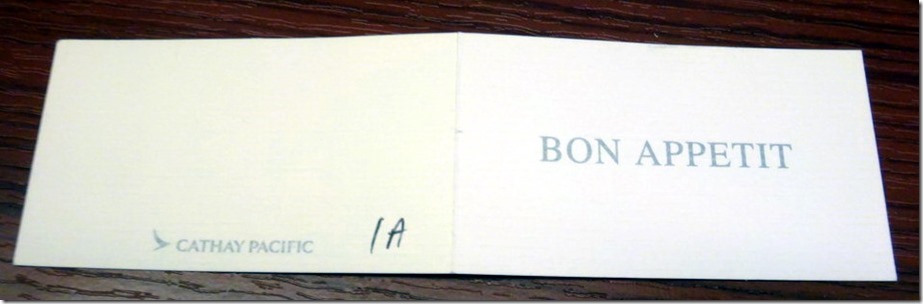 CATHAY PACIFIC 1A
BON APPETIT